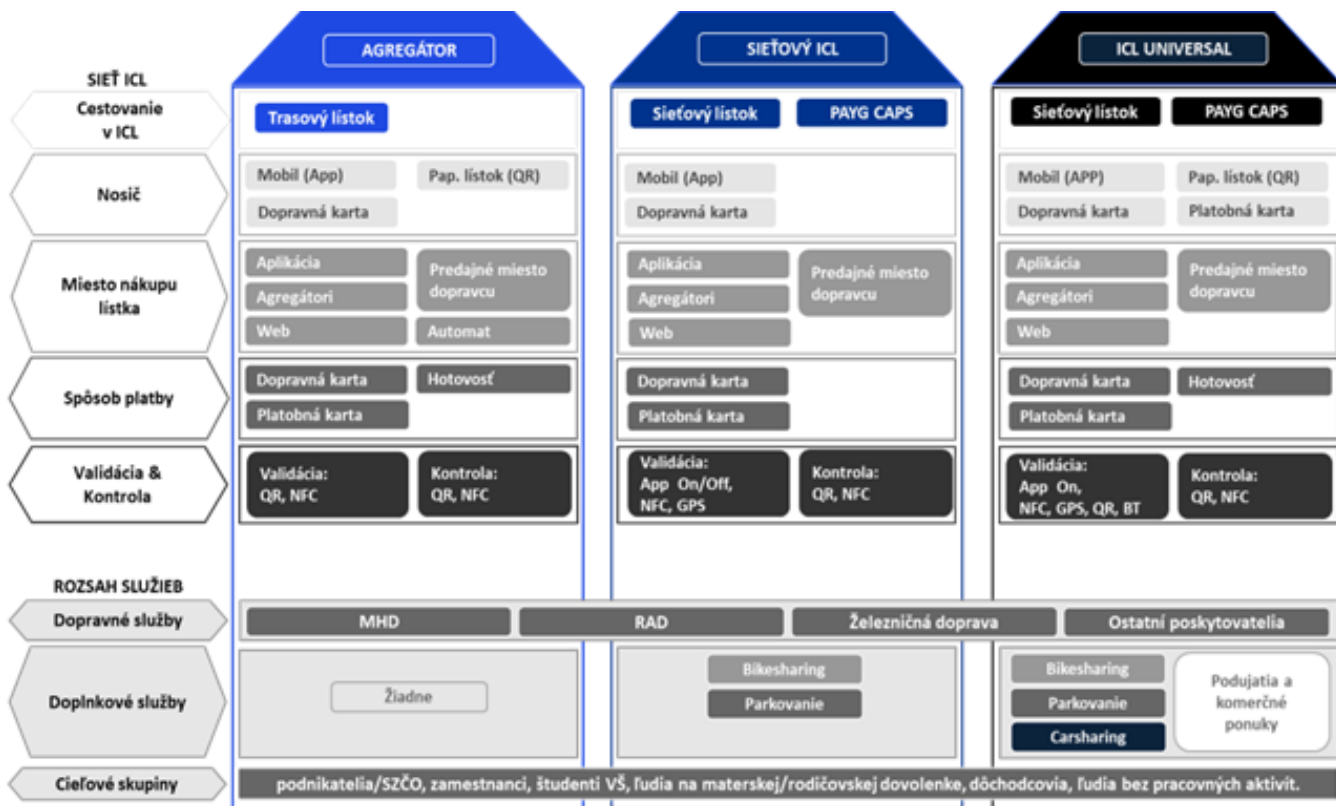 AGREGÁTOR
SIEŤOVÝ ICL
ICL UNIVERSAL
SIEŤ ICL
Cestovanie
v ICL
Trasový lístok
Sieťový lístok
PAYG CAPS
Sieťový lístok
PAYG CAPS
Nosič
Mobil (App)
Pap. lístok (QR)
Dopravná karta
Mobil (App)
Dopravná karta
Mobil (APP)
Pap. lístok (QR)
Dopravná karta
Platobná karta
Miesto nákupu
lístka
Aplikácia
Agregátori
Web
Predajné miesto
dopravcu
Automat
Aplikácia
Agregátori
Web
Predajné miesto
dopravcu
Aplikácia
Agregátori
Web
Predajné miesto
dopravcu
Spôsob platby
Dopravná karta
Hotovosť
Platobná karta
Dopravná karta
Platobná karta
Dopravná karta
Hotovosť
Platobná karta
Validácia &
Kontrola
Validácia:
QR, NFC
Kontrola:
QR, NFC
Validácia:
App On/Off,
NFC, GPS
Kontrola:
QR, NFC
Validácia:
App On,
NFC, GPS, QR, BT
Kontrola:
QR, NFC
ROZSAH SLUŽIEB
Dopravné služby
MHD
RAD
Železničná doprava
Ostatní poskytovatelia
Doplnkové služby
Žiadne
Bikesharing
Parkovanie
Bikesharing
Parkovanie
Carsharing
Podujatia a
komerčné
ponuky
Cieľové skupiny
podnikatelia/SZČO, zamestnanci, študenti VŠ, ľudia na materskej/rodičovskej dovolenke, dôchodcovia, ľudia bez pracovných aktivít.